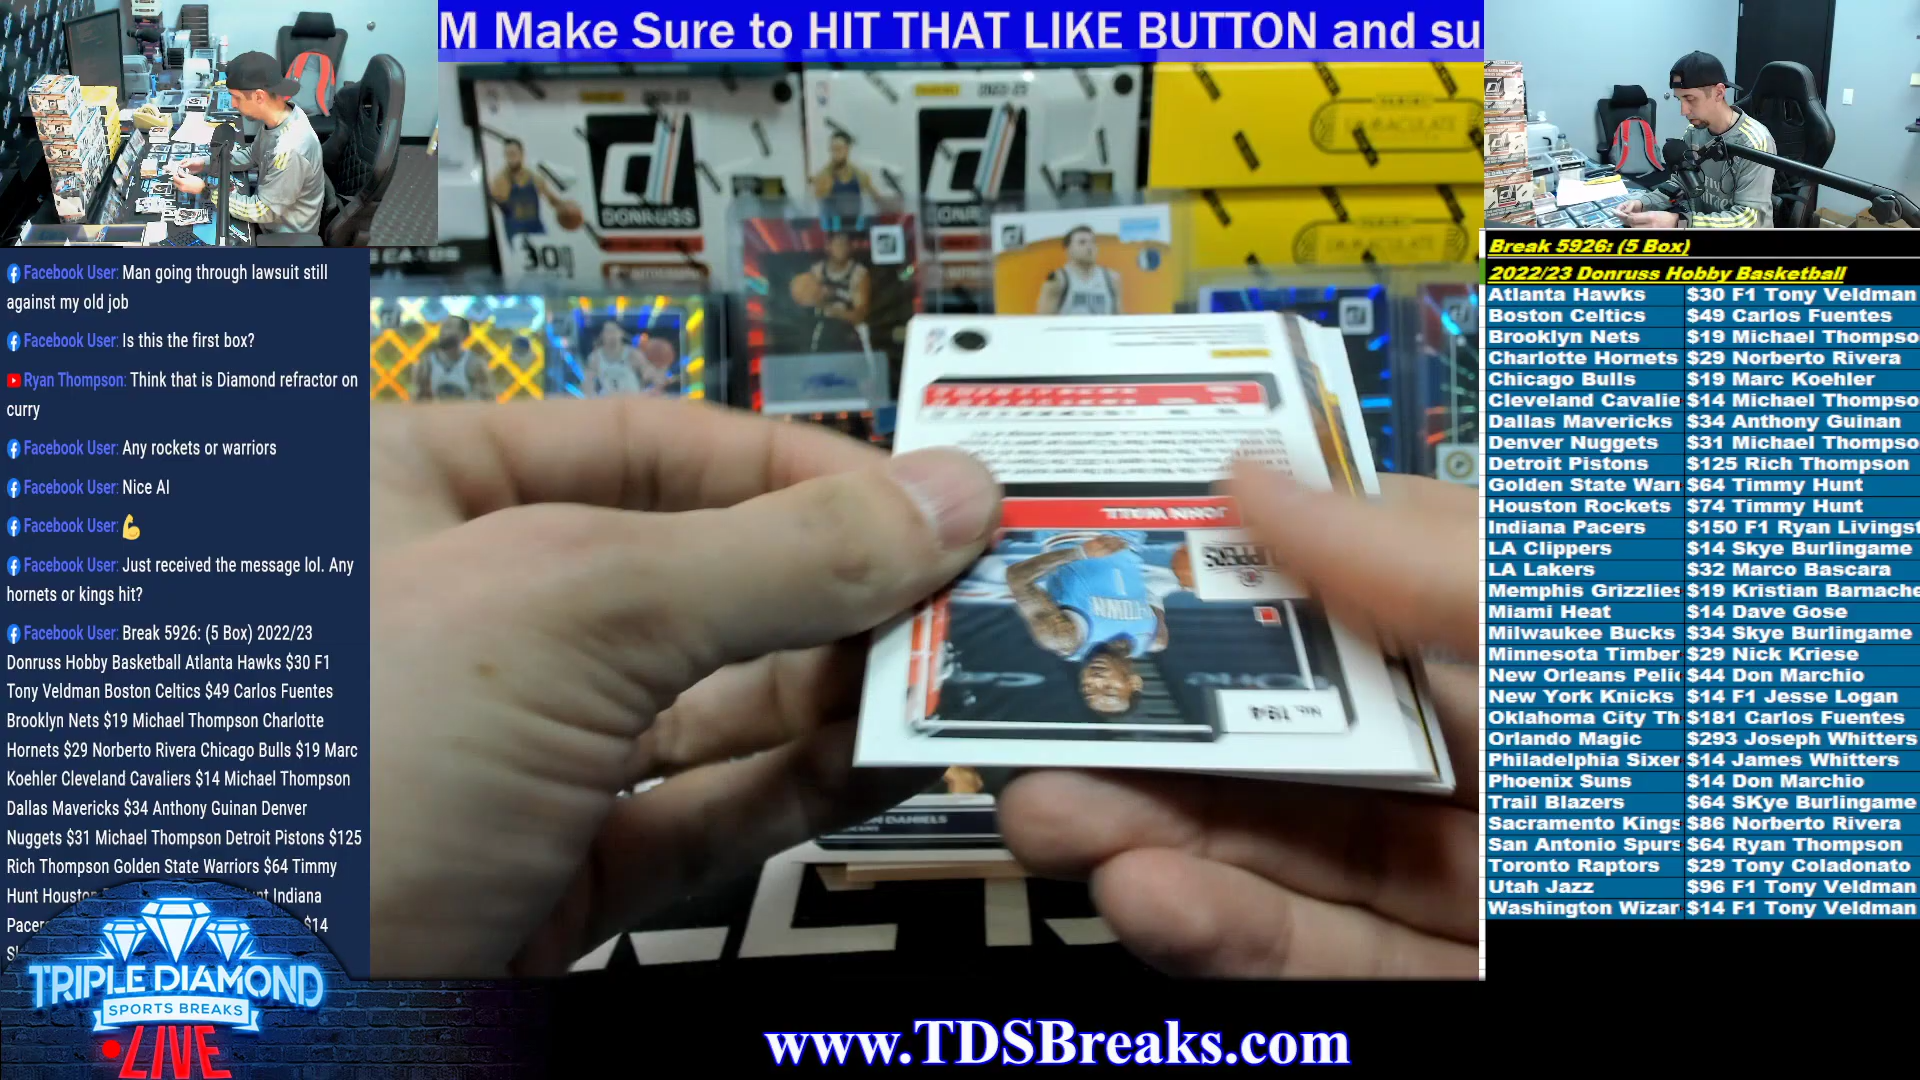 M Make Sure to HIT THAT LIKE BUTTON and su
Facebook User: Man going through lawsuit still
against my old job
Facebook User: Is this the first box?
Ryan Thompson: Think that is Diamond refractor on
curry
Facebook User: Any rockets or warriors
Facebook User: Nice AI
Facebook User: 💪
Facebook User: Just received the message lol. Any
hornets or kings hit?
Facebook User: Break 5926: (5 Box) 2022/23
Donruss Hobby Basketball Atlanta Hawks $30 F1
Tony Veldman Boston Celtics $49 Carlos Fuentes
Brooklyn Nets $19 Michael Thompson Charlotte
Hornets $29 Norberto Rivera Chicago Bulls $19 Marc
Koehler Cleveland Cavaliers $14 Michael Thompson
Dallas Mavericks $34 Anthony Guinan Denver
Nuggets $31 Michael Thompson Detroit Pistons $125
Rich Thompson Golden State Warriors $64 Timmy
Hunt Indiana
$14
TRIPLE DIAMOND
SPORTS BREAKS
LIVE
DONRUSS
30
IMMACULATE
JOHN WALL
CLIPPERS
No. 194
DANIELS
www.TDSBreaks.com
Break 5926: (5 Box)
2022/23 Donruss Hobby Basketball
Atlanta Hawks $30 F1 Tony Veldman
Boston Celtics $49 Carlos Fuentes
Brooklyn Nets $19 Michael Thompso
Charlotte Hornets $29 Norberto Rivera
Chicago Bulls $19 Marc Koehler
Cleveland Cavalie $14 Michael Thompso
Dallas Mavericks $34 Anthony Guinan
Denver Nuggets $31 Michael Thompso
Detroit Pistons $125 Rich Thompson
Golden State Warr $64 Timmy Hunt
Houston Rockets $74 Timmy Hunt
Indiana Pacers $150 F1 Ryan Livingst
LA Clippers $14 Skye Burlingame
LA Lakers $32 Marco Bascara
Memphis Grizzlies $19 Kristian Barnache
Miami Heat $14 Dave Gose
Milwaukee Bucks $34 Skye Burlingame
Minnesota Timber $29 Nick Kriese
New Orleans Peli $44 Don Marchio
New York Knicks $14 F1 Jesse Logan
Oklahoma City Th $181 Carlos Fuentes
Orlando Magic $293 Joseph Whitters
Philadelphia Sixer $14 James Whitters
Phoenix Suns $14 Don Marchio
Trail Blazers $64 SKye Burlingame
Sacramento Kings $86 Norberto Rivera
San Antonio Spurs $64 Ryan Thompson
Toronto Raptors $29 Tony Coladonato
Utah Jazz $96 F1 Tony Veldman
Washington Wizar $14 F1 Tony Veldman